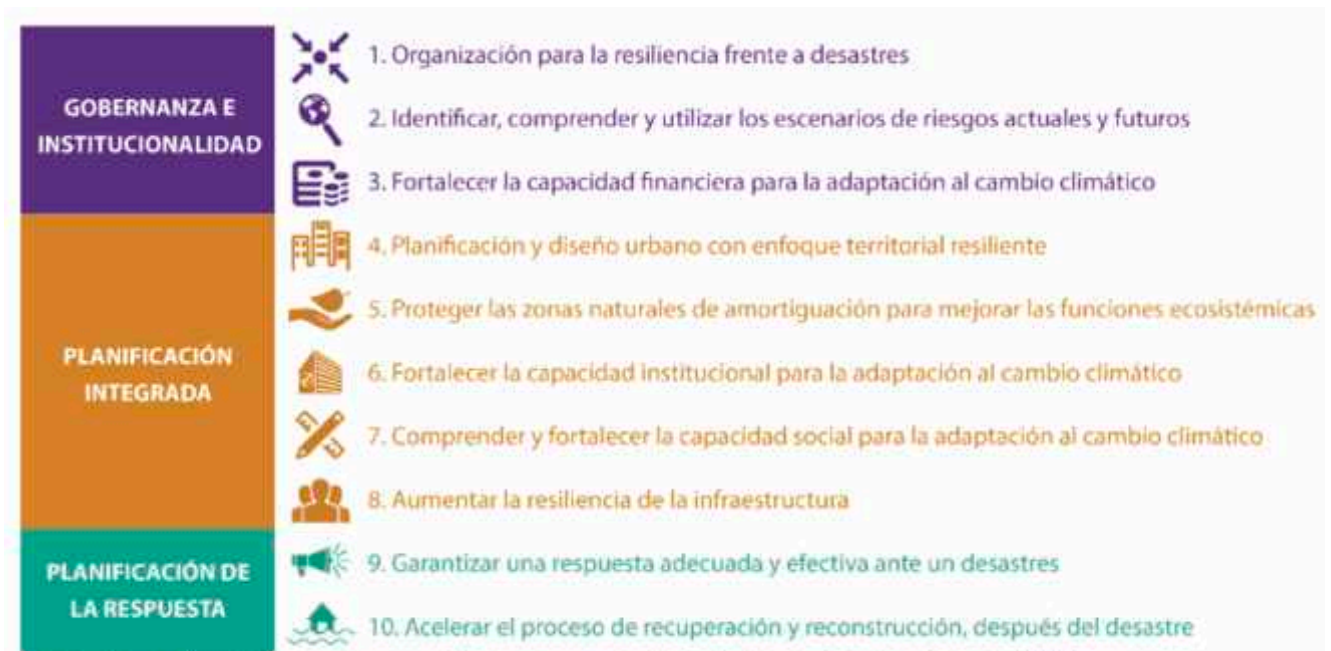 GOBERNANZA E
INSTITUCIONALIDAD
1. Organización para la resiliencia frente a desastres
2. Identificar, comprender y utilizar los escenarios de riesgos actuales y futuros
3. Fortalecer la capacidad financiera para la adaptación al cambio climático
PLANIFICACIÓN
INTEGRADA
4. Planificación y diseño urbano con enfoque territorial resiliente
5. Proteger las zonas naturales de amortiguación para mejorar las funciones ecosistémicas
6. Fortalecer la capacidad institucional para la adaptación al cambio climático
7. Comprender y fortalecer la capacidad social para la adaptación al cambio climático
8. Aumentar la resiliencia de la infraestructura
PLANIFICACIÓN DE
LA RESPUESTA
9. Garantizar una respuesta adecuada y efectiva ante un desastres
10. Acelerar el proceso de recuperación y reconstrucción, después del desastre